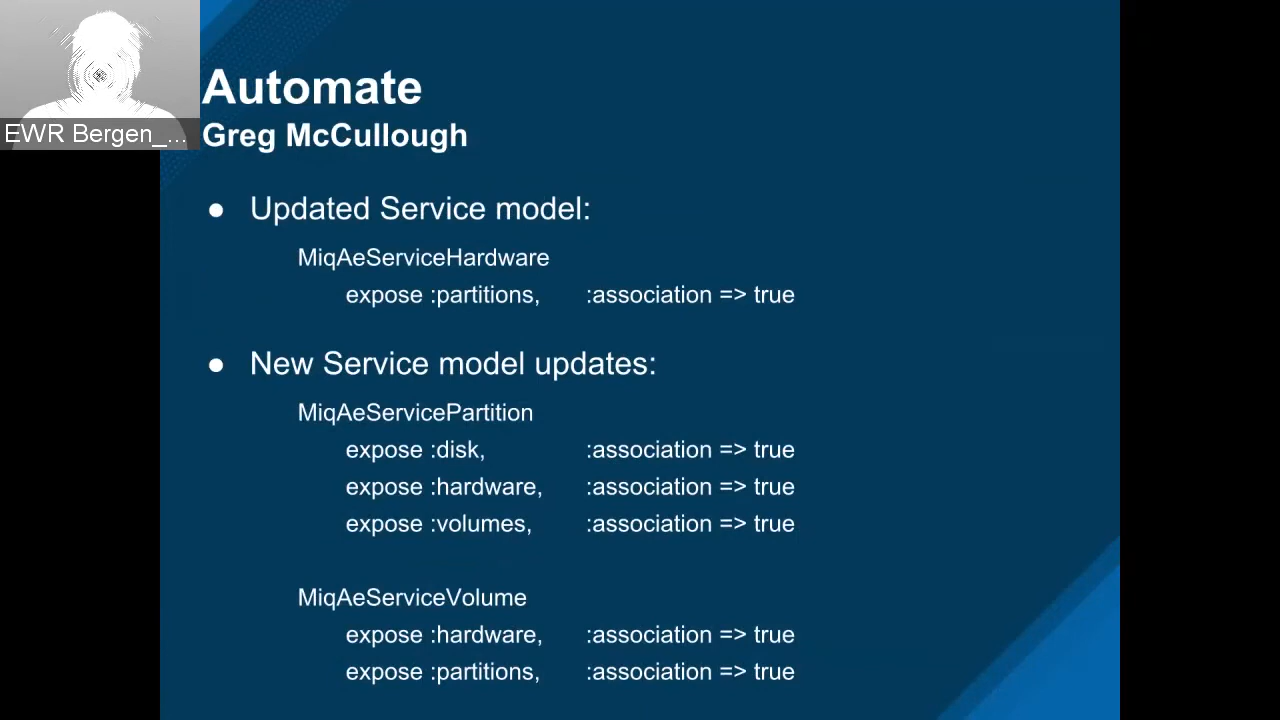 EWR Bergen_...
Automate
Greg McCullough
● Updated Service model:
MiqAeServiceHardware
expose :partitions, :association => true
● New Service model updates:
MiqAeServicePartition
expose :disk, :association => true
expose :hardware, :association => true
expose :volumes, :association => true
MiqAeServiceVolume
expose :hardware, :association => true
expose :partitions, :association => true